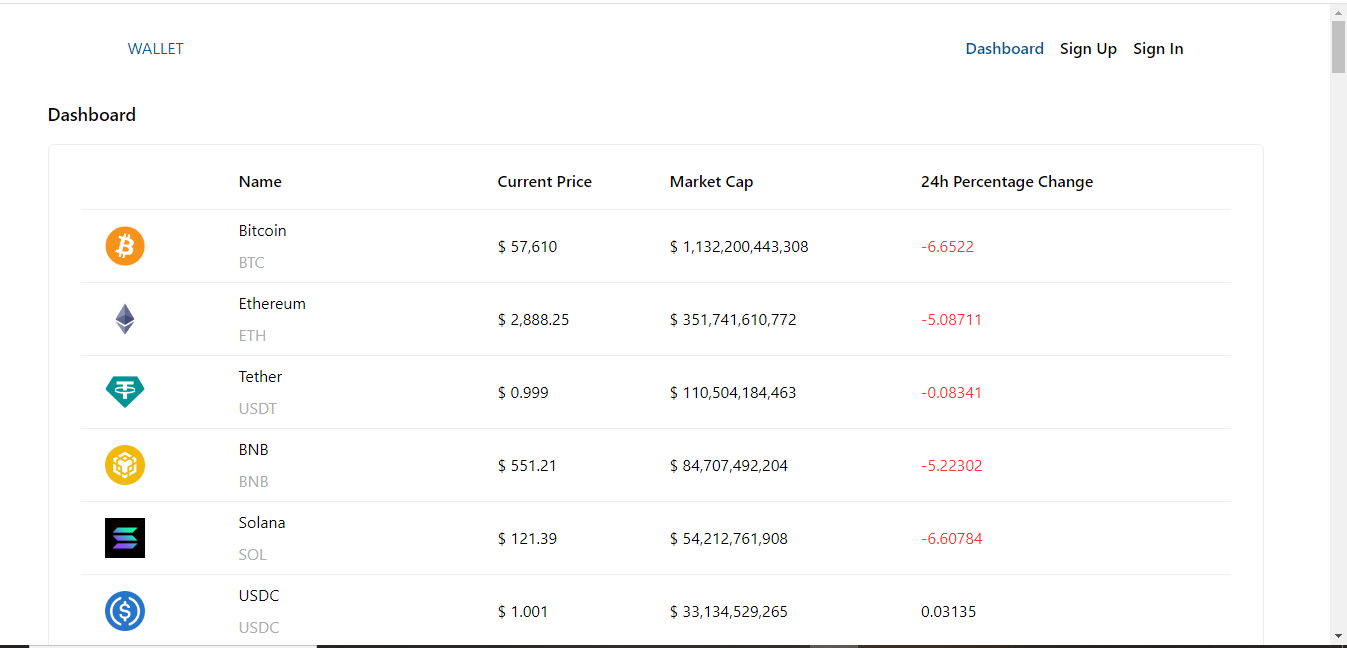 WALLET Dashboard Sign Up Sign In
Dashboard
Name Current Price Market Cap 24h Percentage Change
Bitcoin
$ 57,610 $ 1,132,200,443,308 -6.6522
BTC
Ethereum
$ 2,888.25 $ 351,741,610,772 -5.08711
ETH
Tether
$ 0.999 $ 110,504,184,463 -0.08341
USDT
BNB
$ 551.21 $ 84,707,492,204 -5.22302
BNB
Solana
$ 121.39 $ 54,212,761,908 -6.60784
SOL
USDC
$ 1.001 $ 33,134,529,265 0.03135
USDC